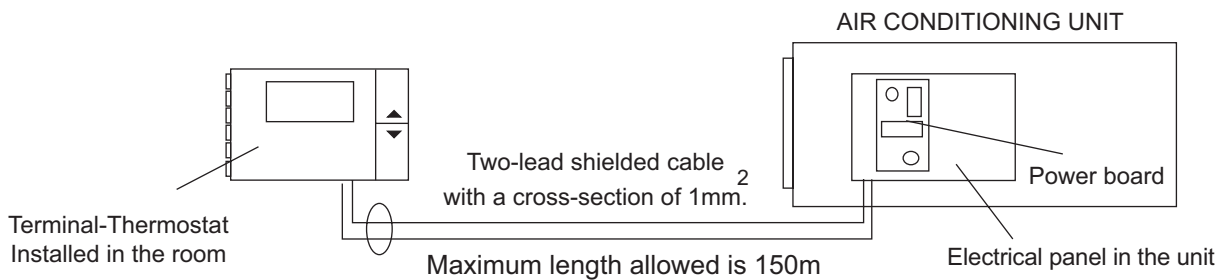 AIR CONDITIONING UNIT
Two-lead shielded cable
with a cross-section of 1mm.²
Power board
Terminal-Thermostat
Installed in the room
Electrical panel in the unit
Maximum length allowed is 150m